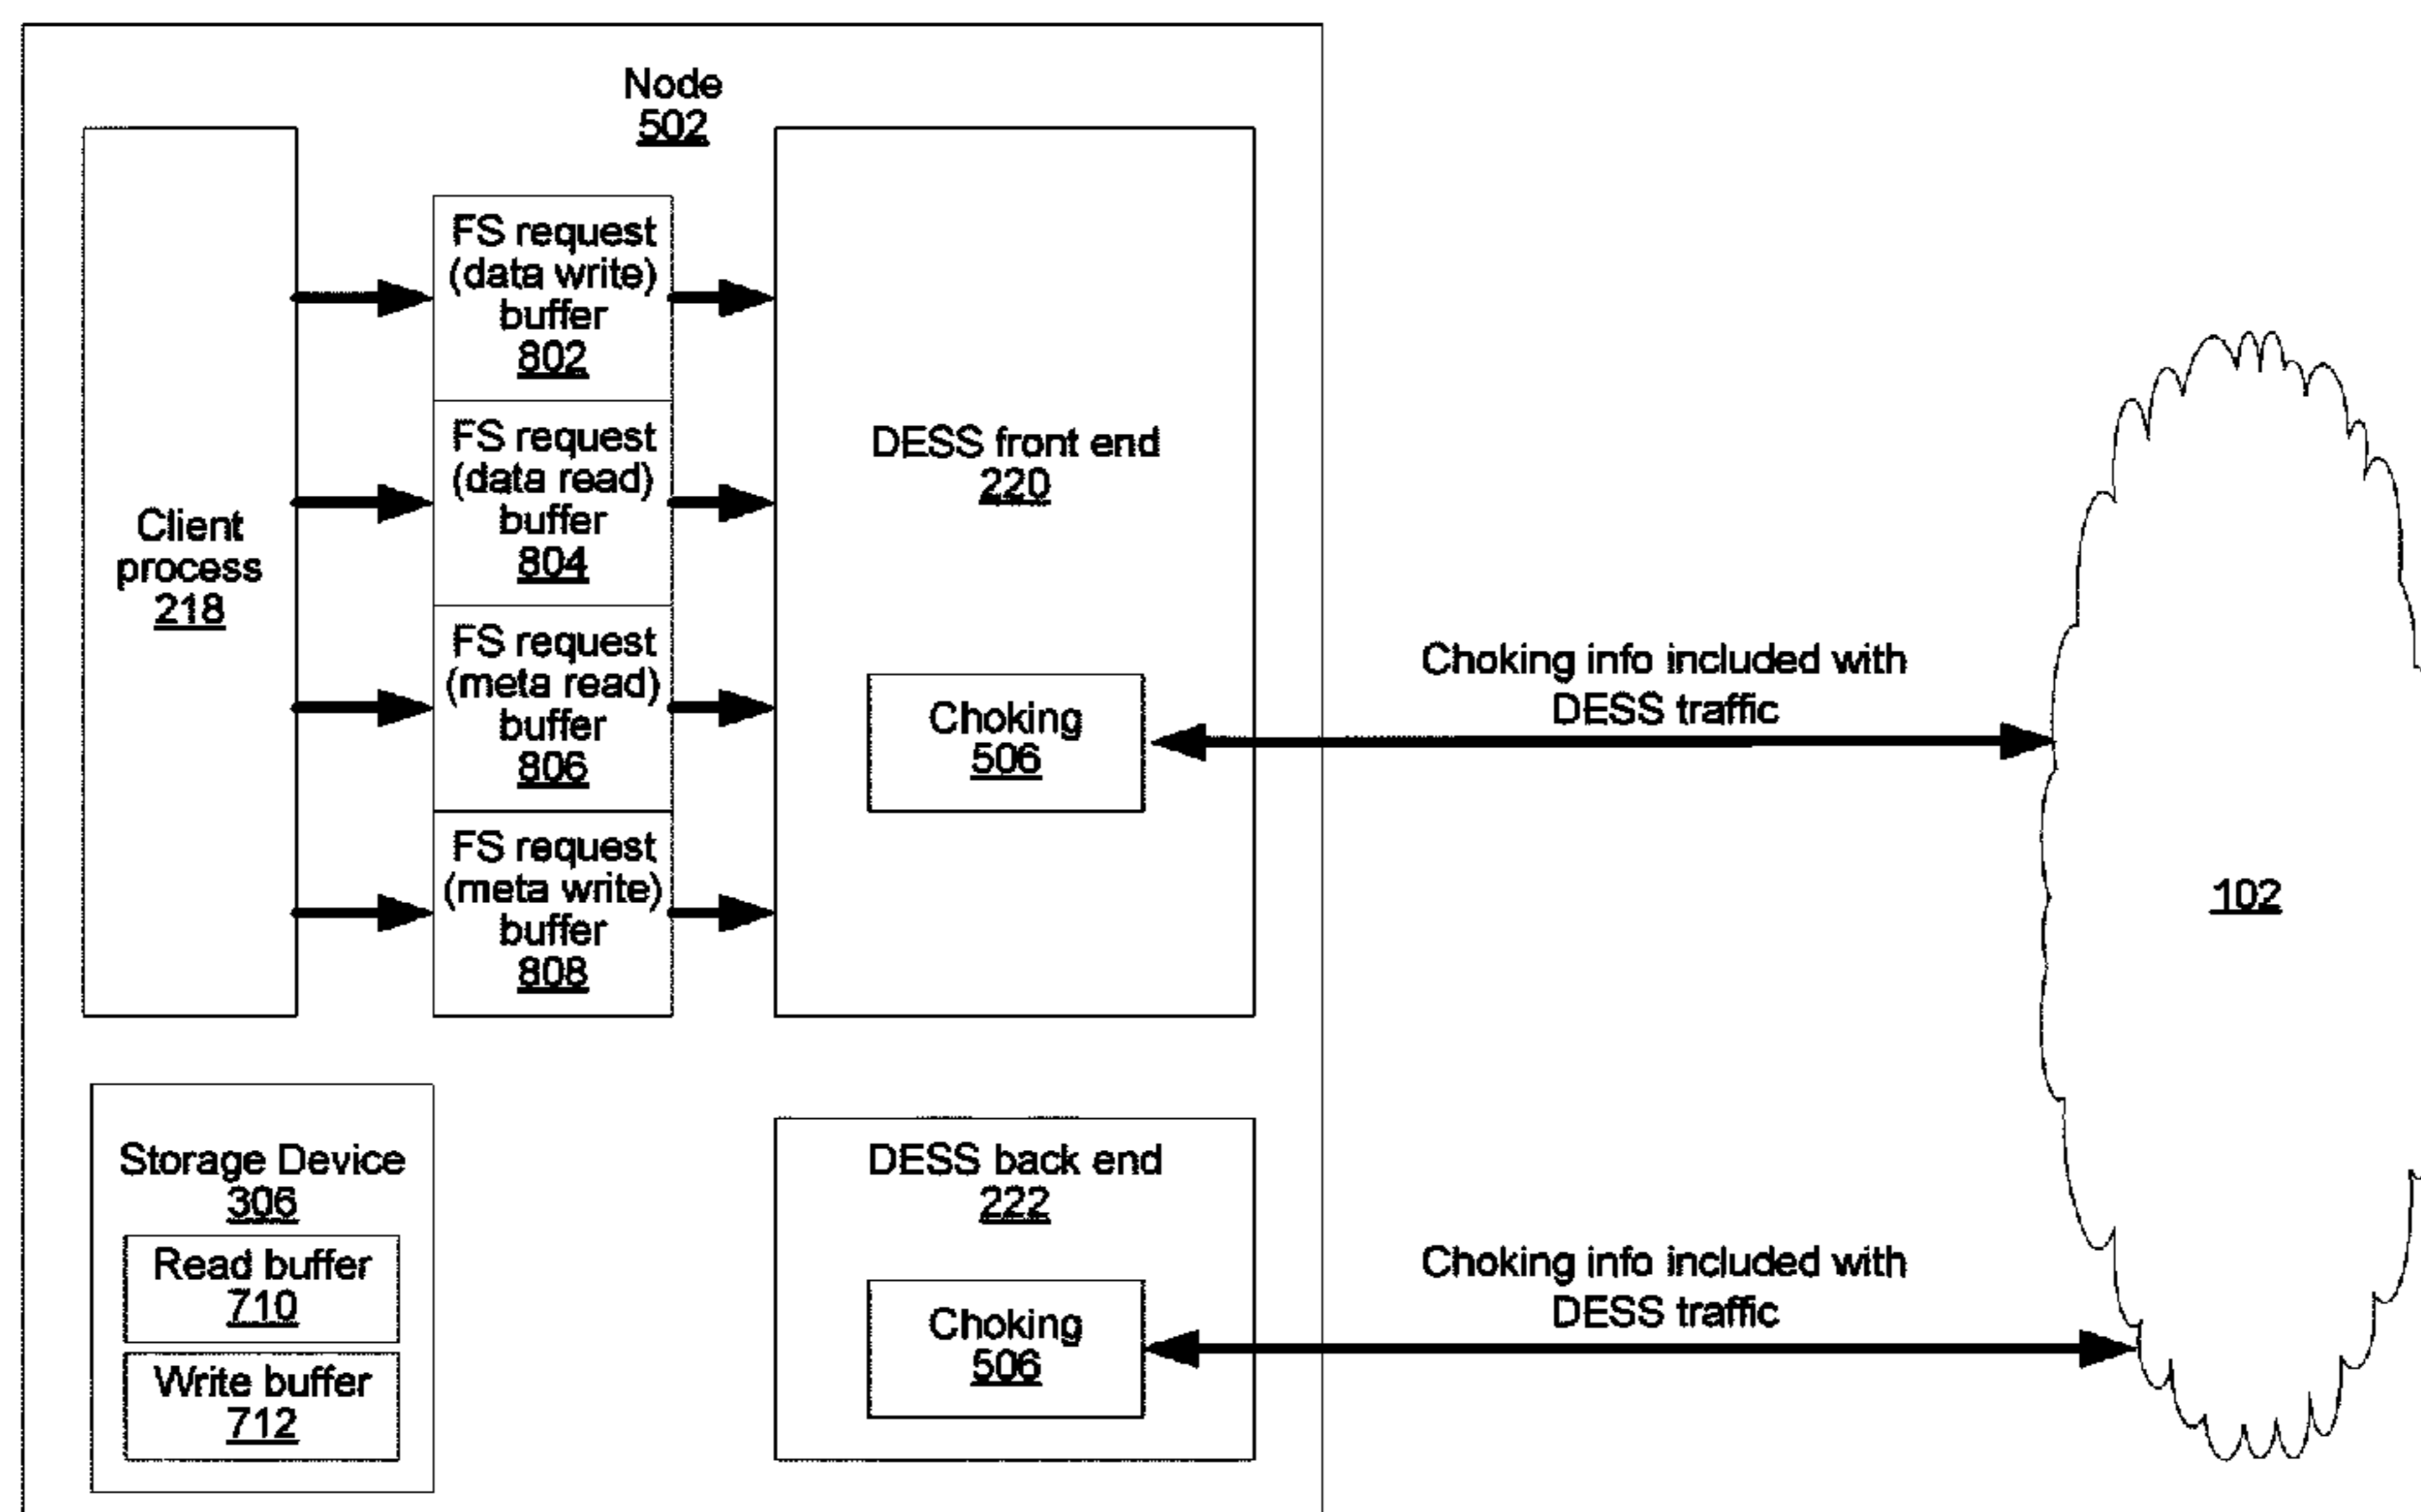 Node
502
Client
process
218
FS request
(data write)
buffer
802
FS request
(data read)
buffer
804
FS request
(meta read)
buffer
806
FS request
(meta write)
buffer
808
DESS front end
220
Choking
506
Choking info included with
DESS traffic
102
Storage Device
306
Read buffer
710
Write buffer
712
DESS back end
222
Choking
506
Choking info included with
DESS traffic